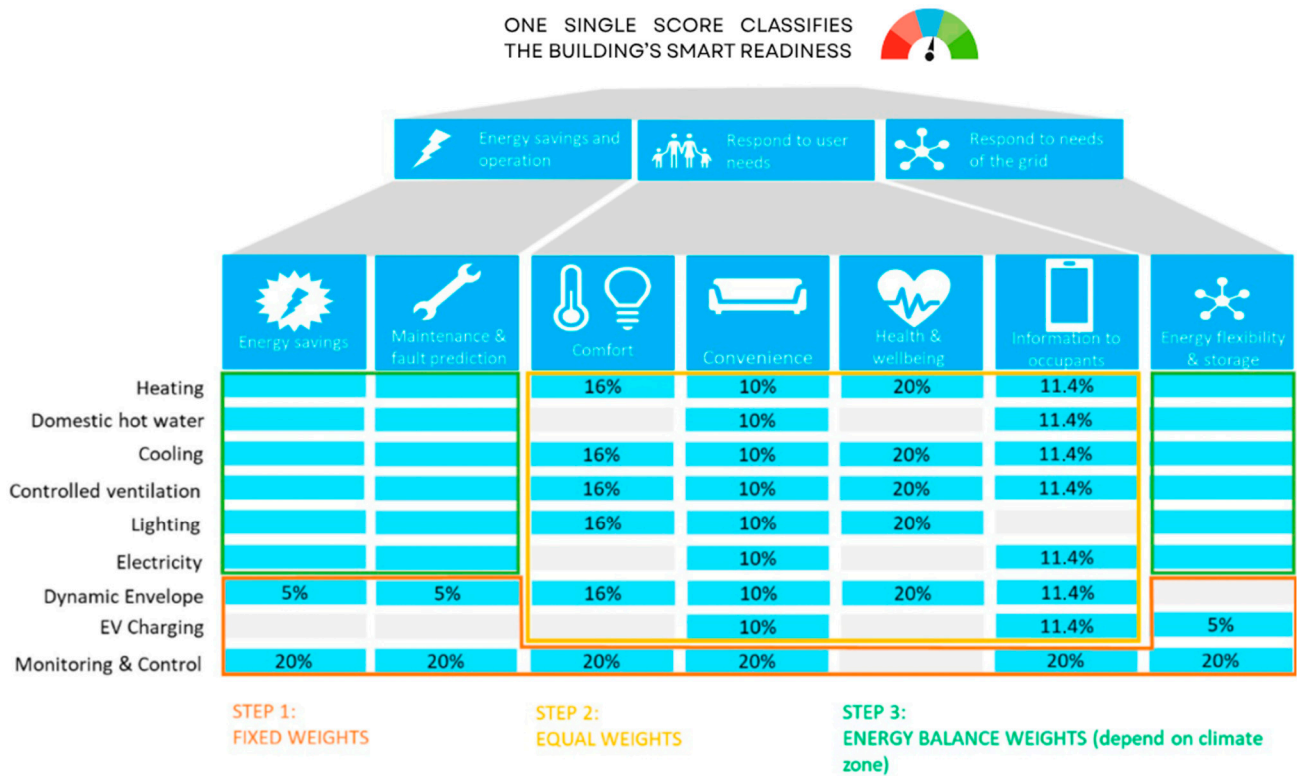 ONE SINGLE SCORE CLASSIFIES
THE BUILDING'S SMART READINESS
Energy savings and
operation
Respond to user
needs
Respond to needs
of the grid
Energy savings
Maintenance &
fault prediction
Comfort
Convenience
Health &
wellbeing
Information to
occupants
Energy flexibility
& storage
Heating 16% 10% 20% 11.4%
Domestic hot water 10% 11.4%
Cooling 16% 10% 20% 11.4%
Controlled ventilation 16% 10% 20% 11.4%
Lighting 16% 10% 20%
Electricity 10% 11.4%
Dynamic Envelope 5% 5% 16% 10% 20% 11.4%
EV Charging 10% 11.4% 5%
Monitoring & Control 20% 20% 20% 20% 20% 20%
STEP 1:
FIXED WEIGHTS
STEP 2:
EQUAL WEIGHTS
STEP 3:
ENERGY BALANCE WEIGHTS (depend on climate
zone)